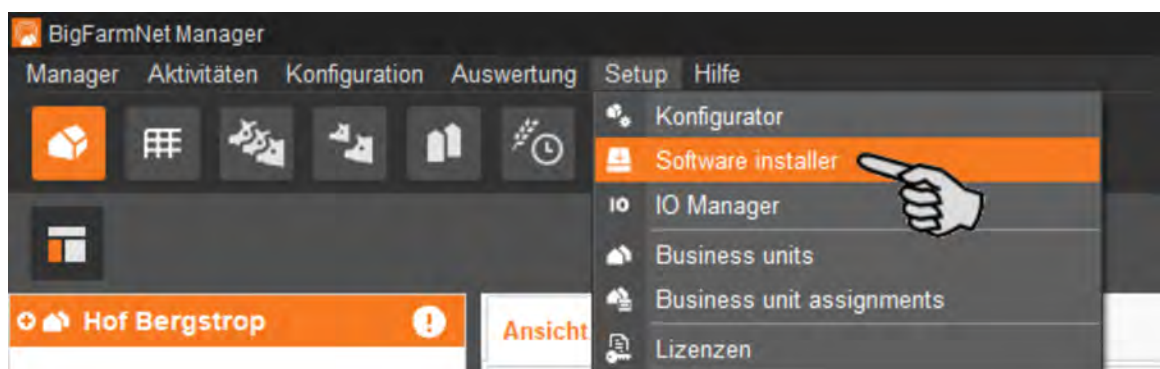 BigFarmNet Manager
Manager Aktivitäten Konfiguration Auswertung Setup Hilfe
Konfigurator
Software installer
IO IO Manager
Business units
Business unit assignments
Lizenzen
Hof Bergstrop
Ansicht